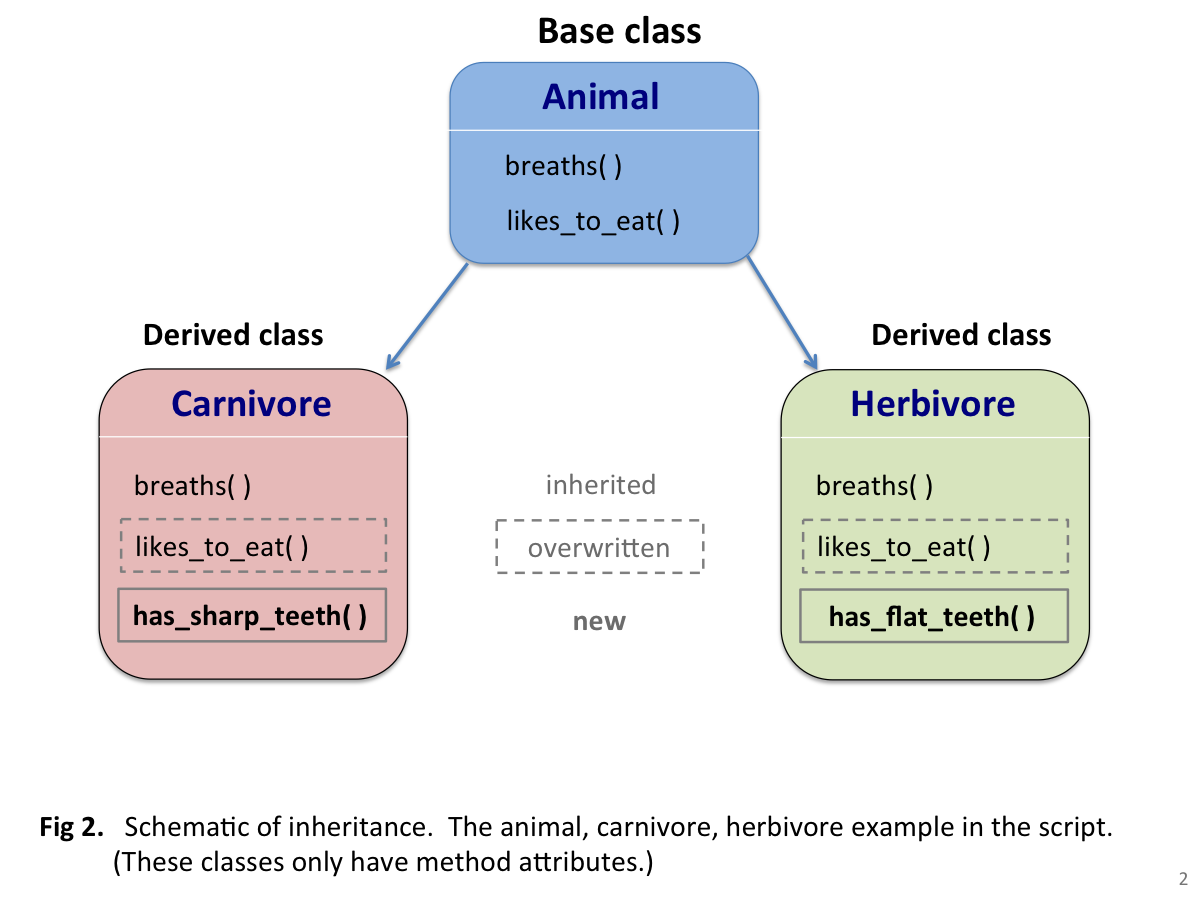 Base class
Animal
breaths( )
likes_to_eat( )
Derived class
Carnivore
breaths( )
likes_to_eat( )
has_sharp_teeth( )
inherited
overwritten
new
Derived class
Herbivore
breaths( )
likes_to_eat( )
has_flat_teeth( )
Fig 2.   Schematic of inheritance.  The animal, carnivore, herbivore example in the script.
(These classes only have method attributes.)
2